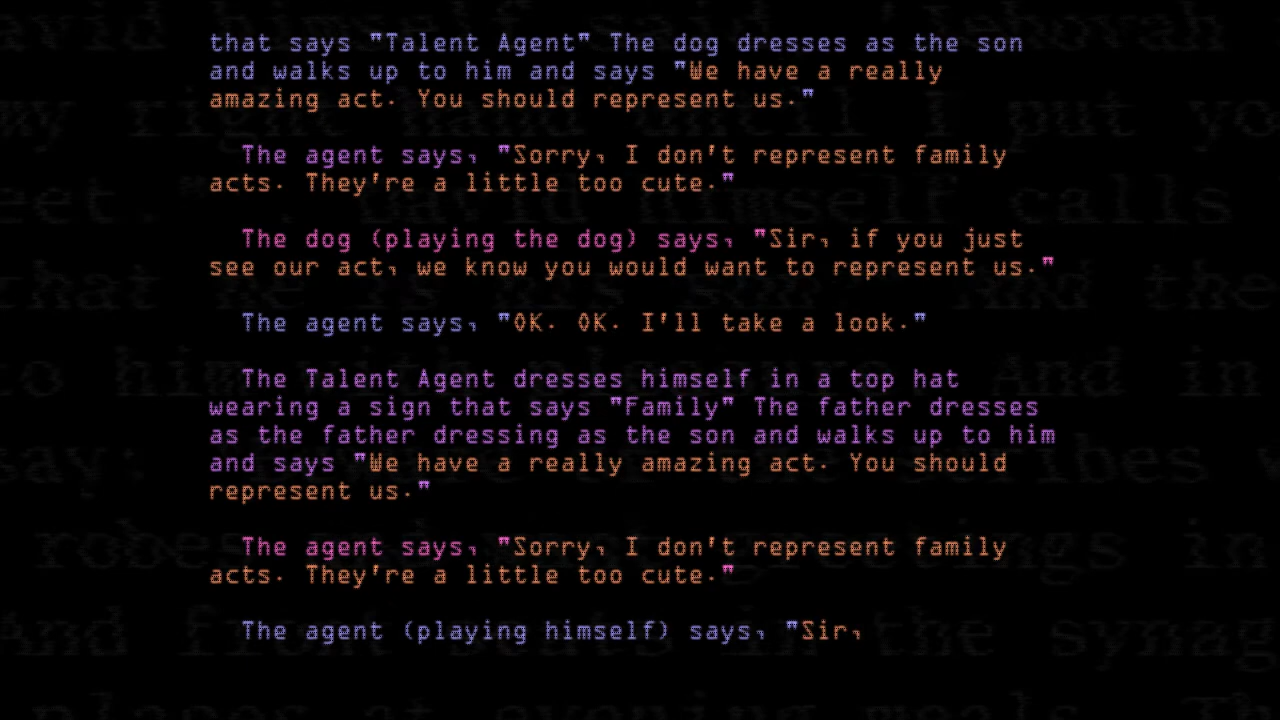 that says "Talent Agent" The dog dresses as the son
and walks up to him and says "We have a really
amazing act. You should represent us."
The agent says, "Sorry, I don't represent family
acts. They're a little too cute."
The dog (playing the dog) says, "Sir, if you just
see our act, we know you would want to represent us."
The agent says, "OK. OK. I'll take a look."
The Talent Agent dresses himself in a top hat
wearing a sign that says "Family" The father dresses
as the father dressing as the son and walks up to him
and says "We have a really amazing act. You should
represent us."
The agent says, "Sorry, I don't represent family
acts. They're a little too cute."
The agent (playing himself) says, "Sir,